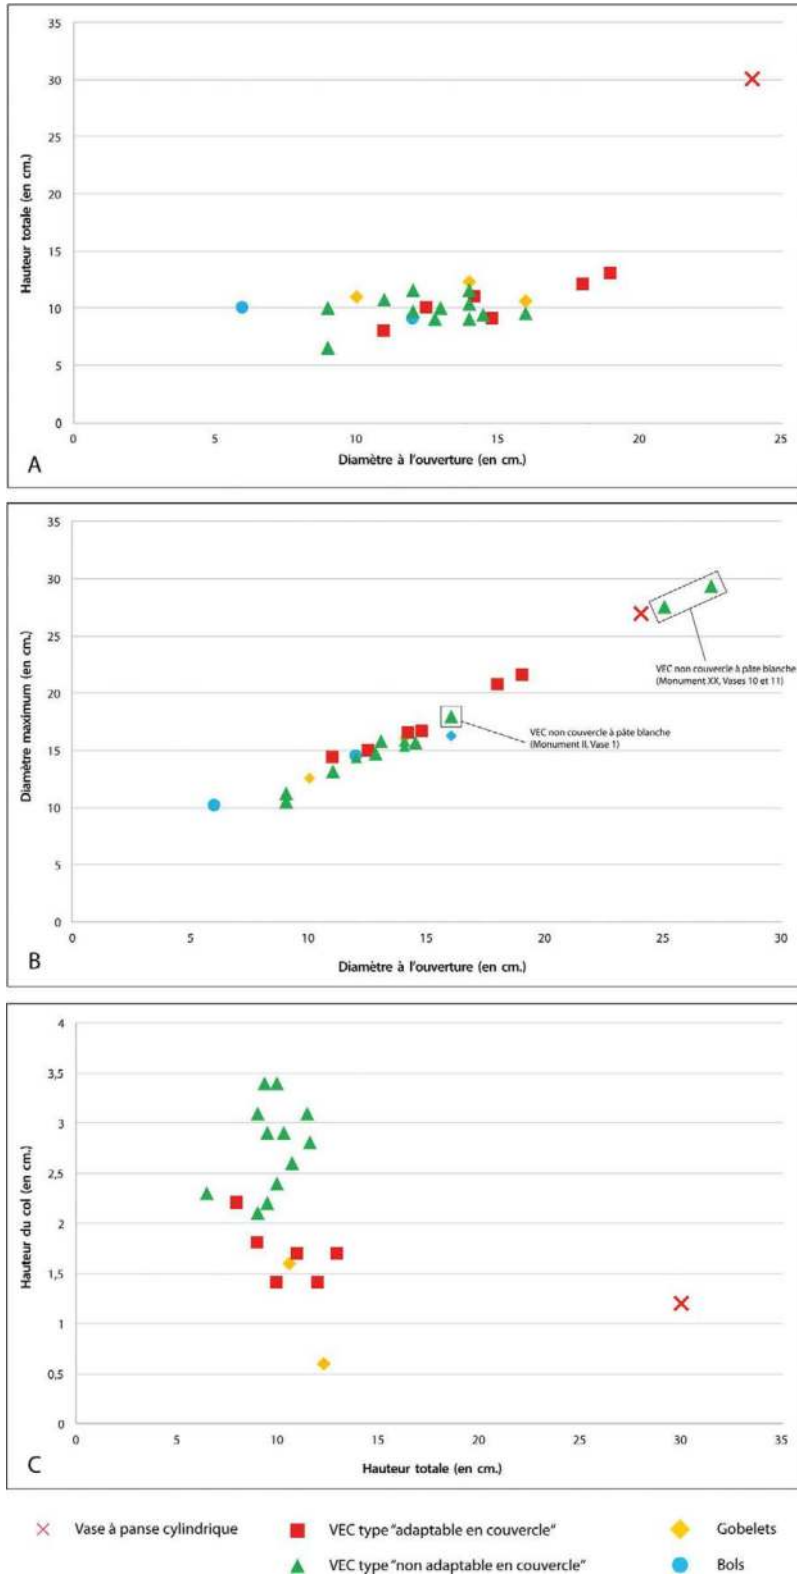 35
30
25
20
15
10
5
0
Hauteur totale (en cm.)
0 5 10 15 20 25
Diamètre à l'ouverture (en cm.)
A
35
30
25
20
15
10
5
0
Diamètre maximum (en cm.)
VEC non couvercle à pâte blanche
(Monument XX, Vases 10 et 11)
VEC non couvercle à pâte blanche
(Monument II, Vase 1)
0 10 15 20 25 30
Diamètre à l'ouverture (en cm.)
B
4
3,5
3
2,5
2
1,5
1
0,5
0
Hauteur du col (en cm.)
0 5 10 15 20 25 30 35
Hauteur totale (en cm.)
C
Vase à panse cylindrique
VEC type "adaptable en couvercle"
Gobelets
VEC type "non adaptable en couvercle"
Bols